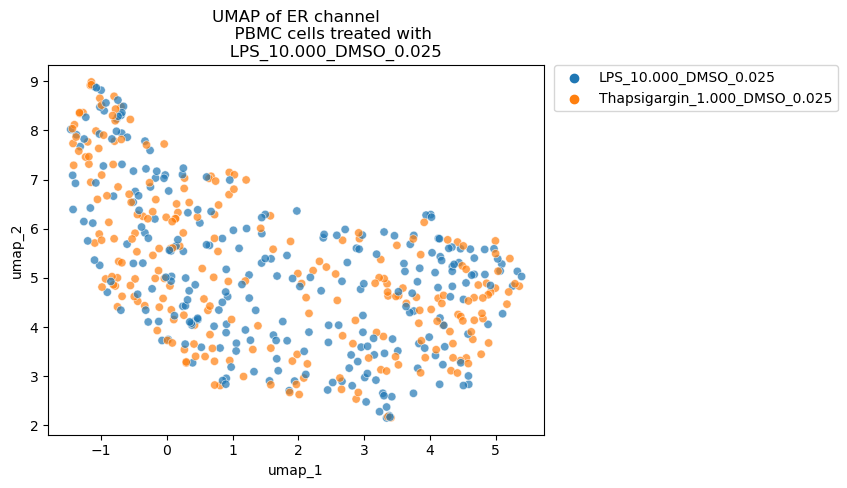 UMAP of ER channel
PBMC cells treated with
LPS_10.000_DMSO_0.025
LPS_10.000_DMSO_0.025
Thapsigargin_1.000_DMSO_0.025
9
8
7
6
5
4
3
2
umap_2
−1
0
1
2
3
4
5
umap_1